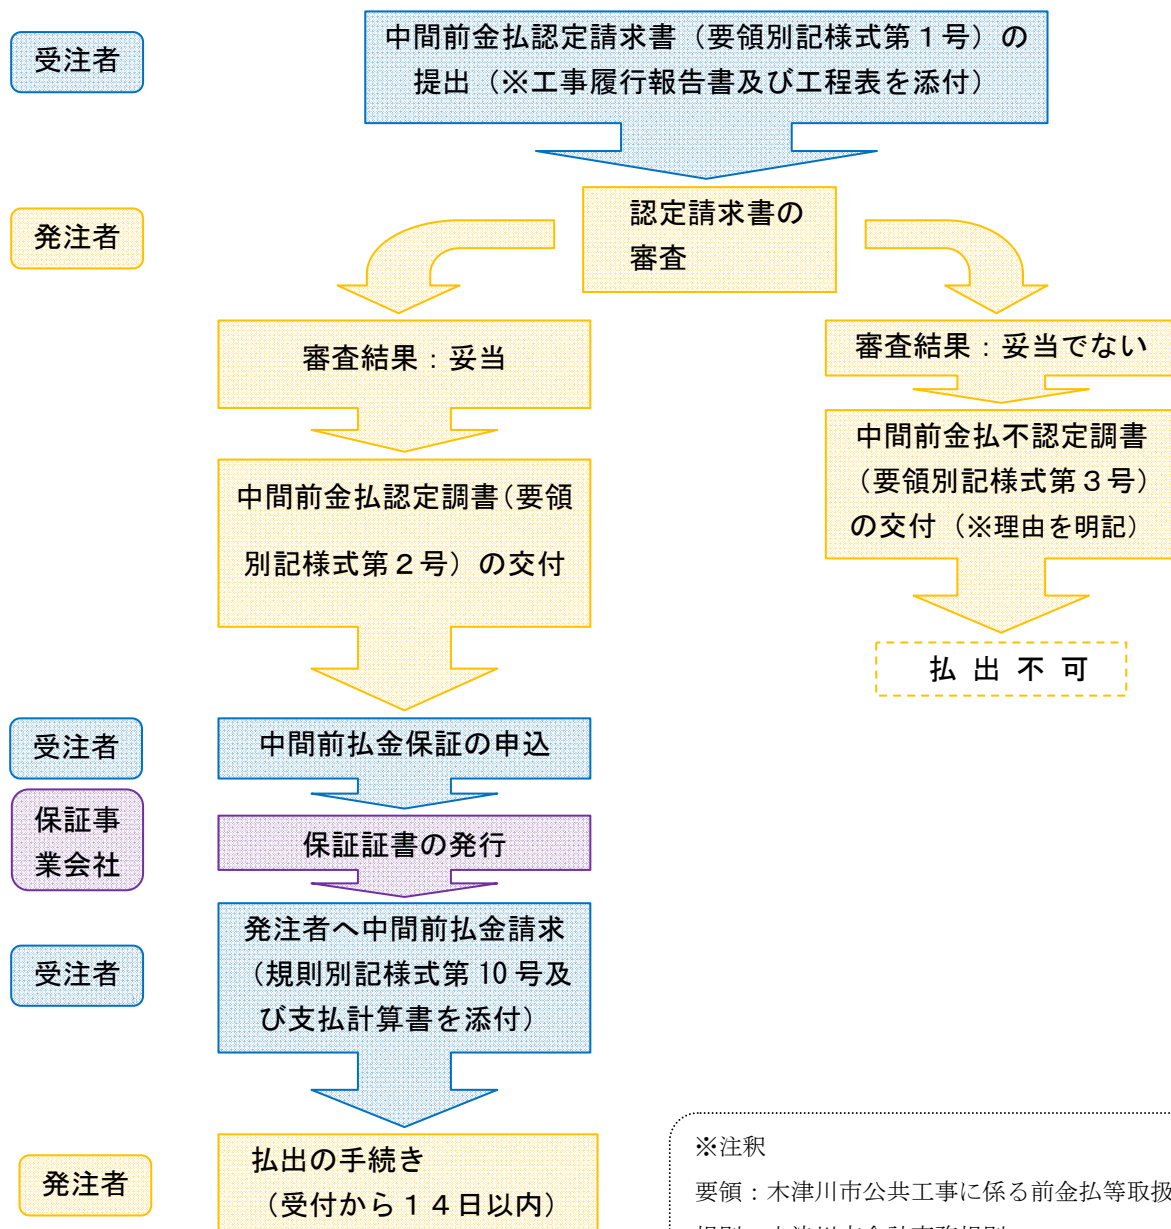 受注者
中間前金払認定請求書（要領別記様式第１号）の
提出（※工事履行報告書及び工程表を添付）
発注者
認定請求書の
審査
審査結果：妥当
審査結果：妥当でない
中間前金払認定調書（要領
別記様式第２号）の交付
中間前金払不認定調書
（要領別記様式第３号）
の交付（※理由を明記）
払 出 不 可
受注者
中間前払金保証の申込
保証事
業会社
保証証書の発行
受注者
発注者へ中間前払金請求
（規則別記様式第 10 号及
び支払計算書を添付）
発注者
払出の手続き
（受付から１４日以内）
※注釈
要領：木津川市公共工事に係る前金払等取扱